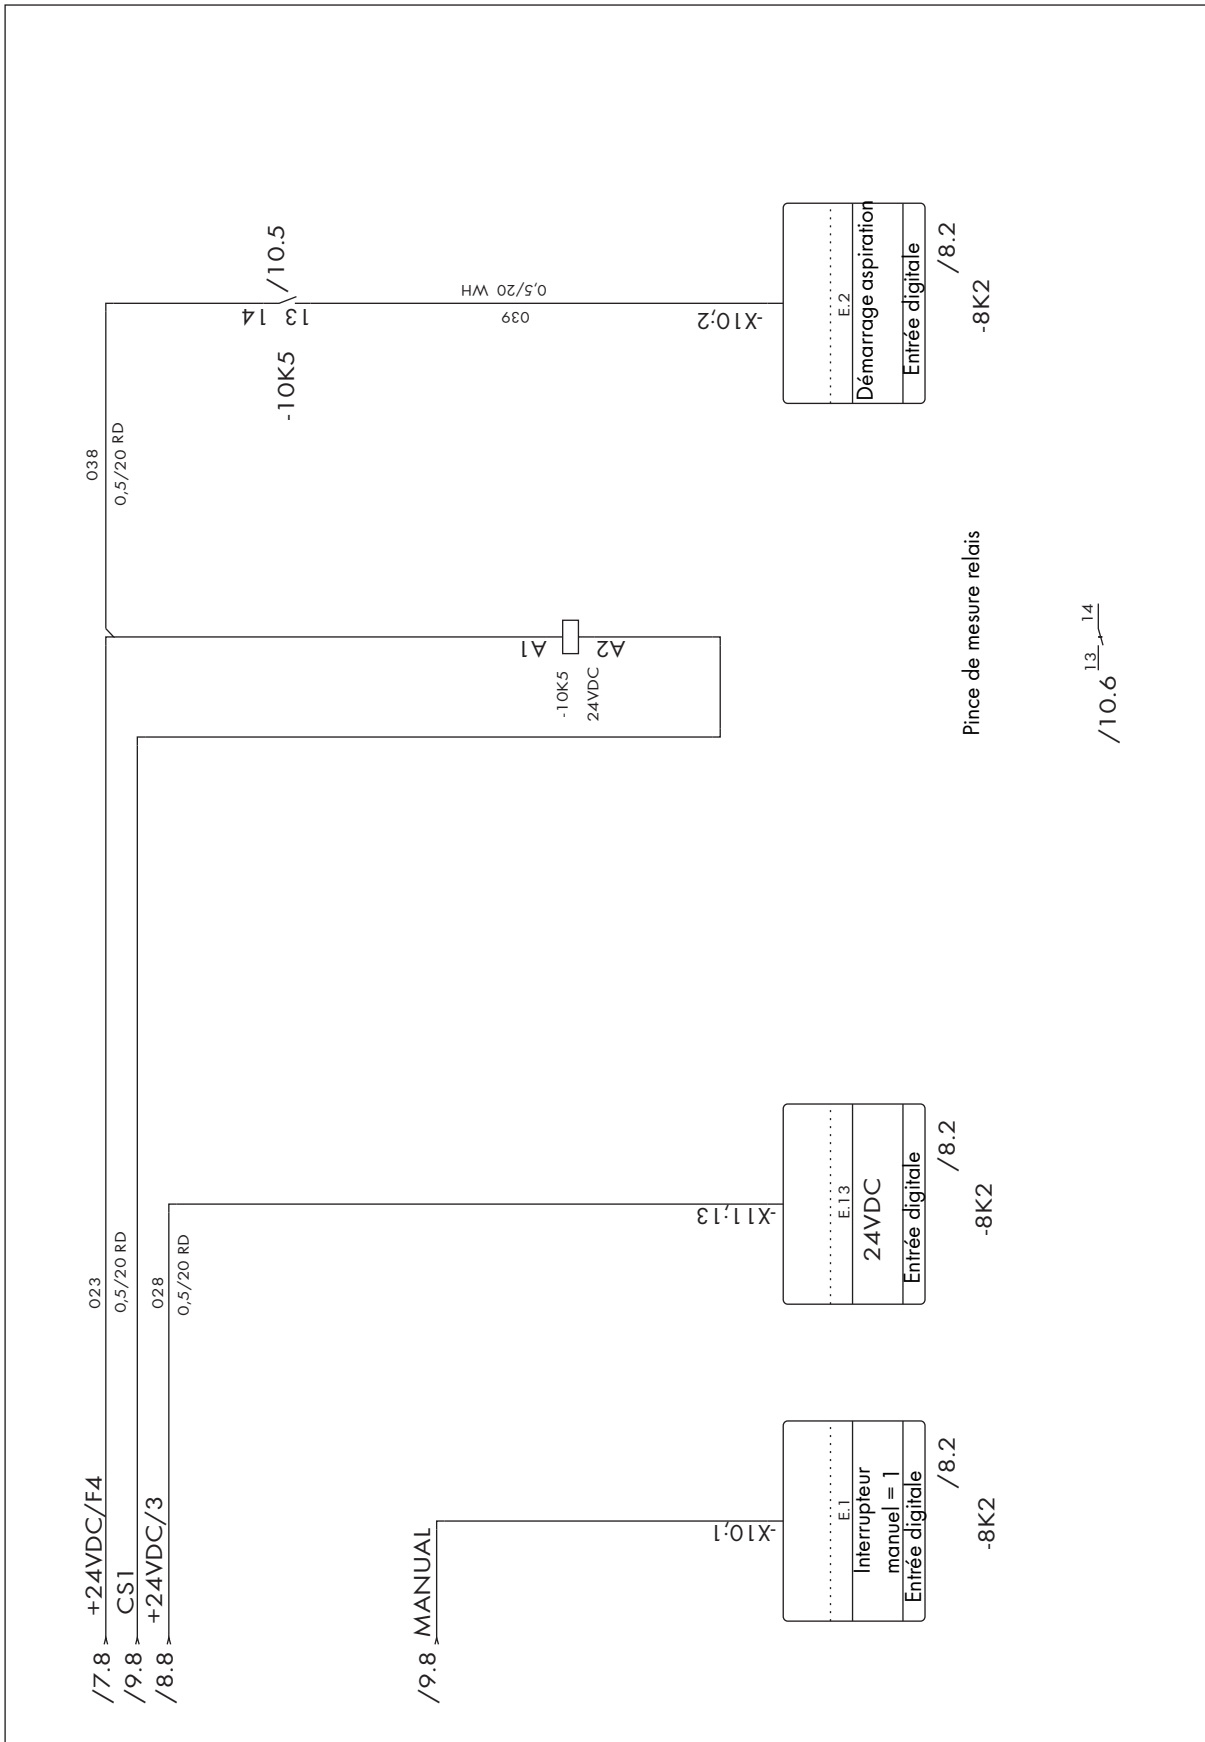 /7.8
+24VDC/F4
023
0,5/20 RD
038
0,5/20 RD
/9.8
CS1
/8.8
+24VDC/3
028
0,5/20 RD
/9.8
MANUAL
-10K5
14
13
/10.5
A1
A2
-10K5
24VDC
039
0,5/20 WH
-X10;1
-X11;13
-X10;2
E.1
Interrupteur
manuel = 1
Entrée digitale
/8.2
-8K2
E.13
24VDC
Entrée digitale
/8.2
-8K2
E.2
Démarrage aspiration
Entrée digitale
/8.2
-8K2
Pince de mesure relais
/10.6
13
14